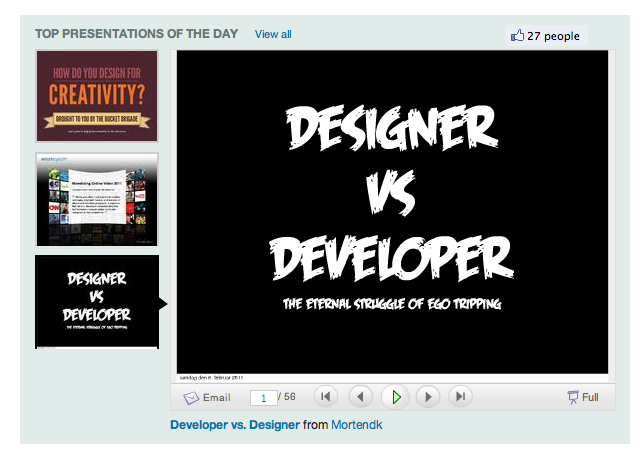 TOP PRESENTATIONS OF THE DAY View all
27 people
HOW DO YOU DESIGN FOR
CREATIVITY?
BROUGHT TO YOU BY THE BUCKET BRIGADE
Monetizing Online Video 2011
DESIGNER
VS
DEVELOPER
THE ETERNAL STRUGGLE OF EGO TRIPPING
DESIGNER
VS
DEVELOPER
THE ETERNAL STRUGGLE OF EGO TRIPPING
søndag den 6. februar 2011
Email 1 / 56 Full
Developer vs. Designer from Mortendk